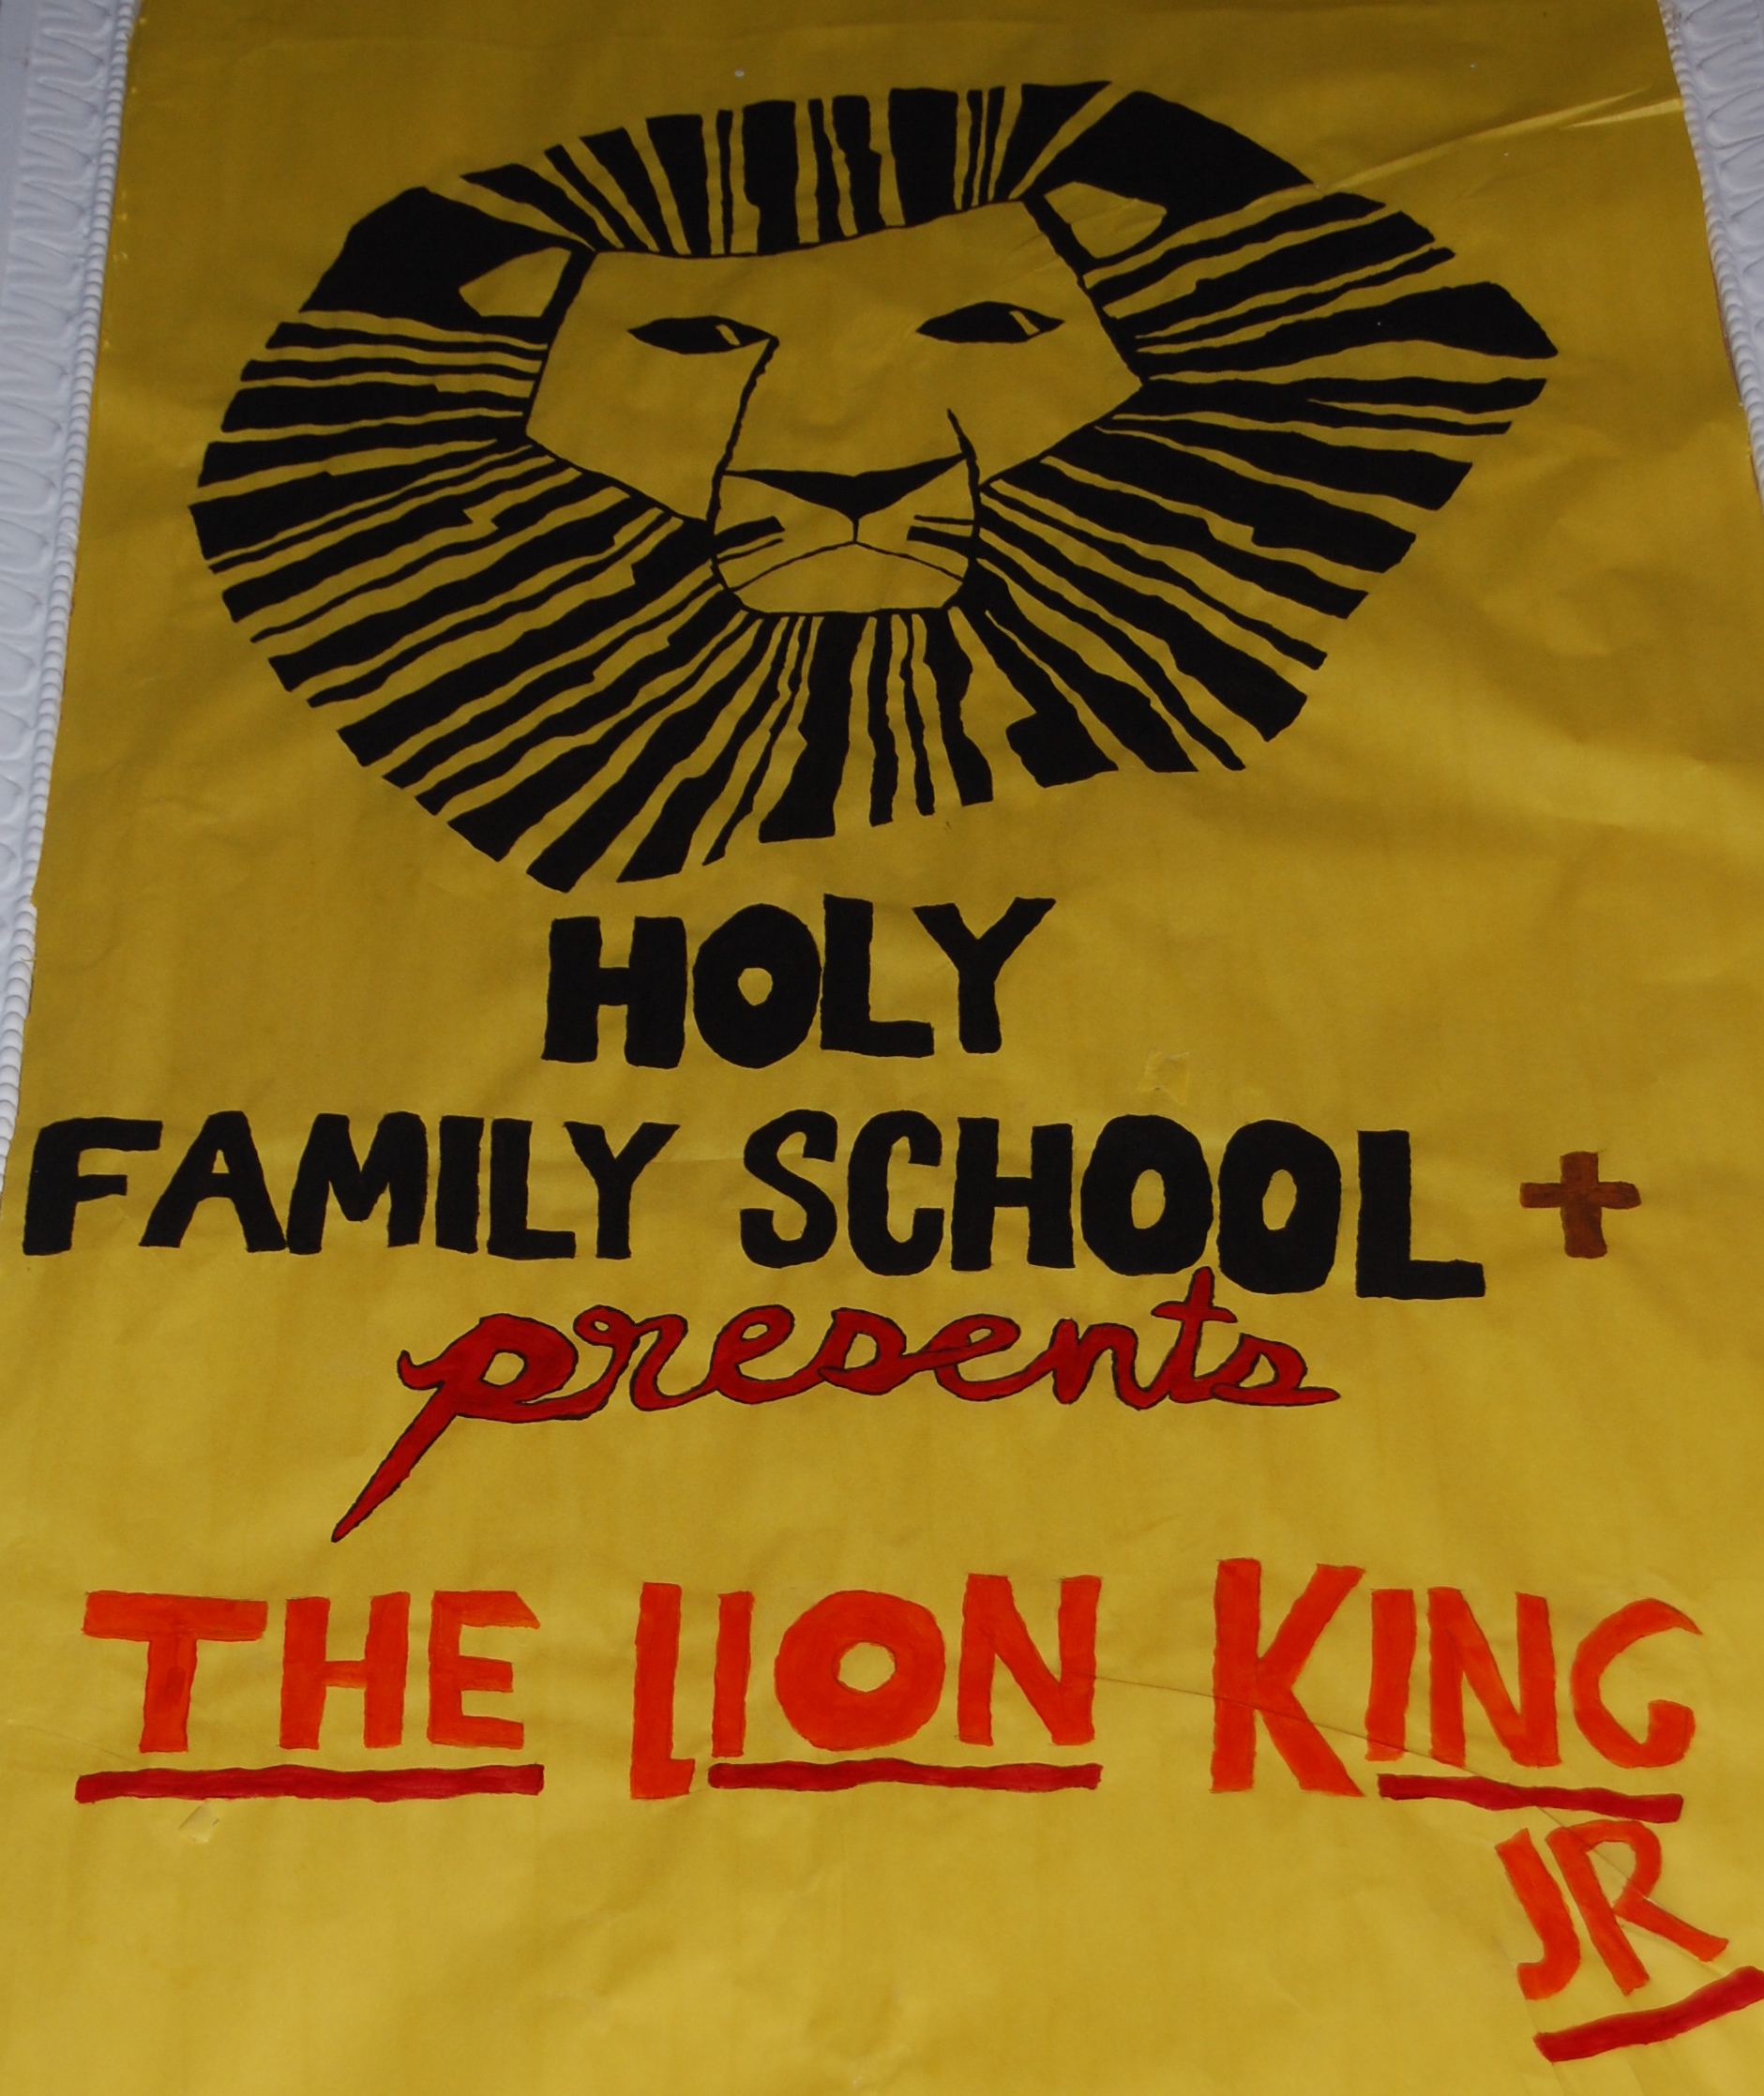 HOLY
FAMILY SCHOOL
presents
THE LION KING
JR